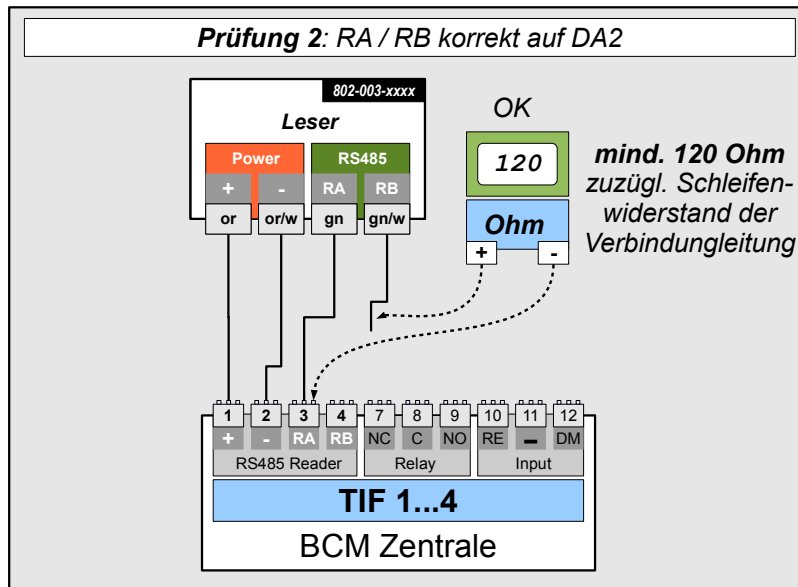 Prüfung 2: RA / RB korrekt auf DA2
802-003-xxxx
Leser
Power RS485
+ - RA RB
or or/w gn gn/w
OK
120
Ohm
+ -
mind. 120 Ohm
zuzügl. Schleifen-
widerstand der
Verbindungleitung
1 2 3 4 7 8 9 10 11 12
+ - RA RB NC C NO RE - DM
RS485 Reader Relay Input
TIF 1...4
BCM Zentrale